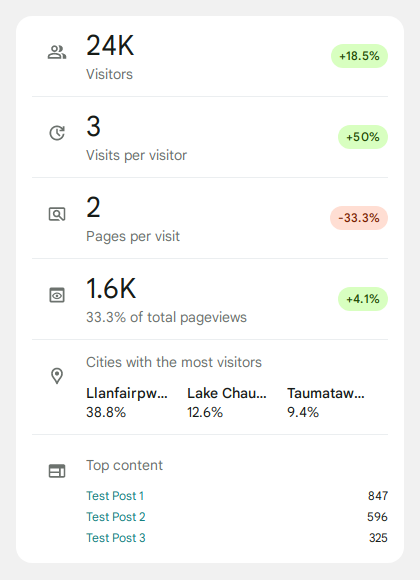 24K
+18.5%
Visitors
3
+50%
Visits per visitor
2
-33.3%
Pages per visit
1.6K
+4.1%
33.3% of total pageviews
Cities with the most visitors
Llanfairpw... Lake Chau... Taumataw...
38.8% 12.6% 9.4%
Top content
Test Post 1 847
Test Post 2 596
Test Post 3 325